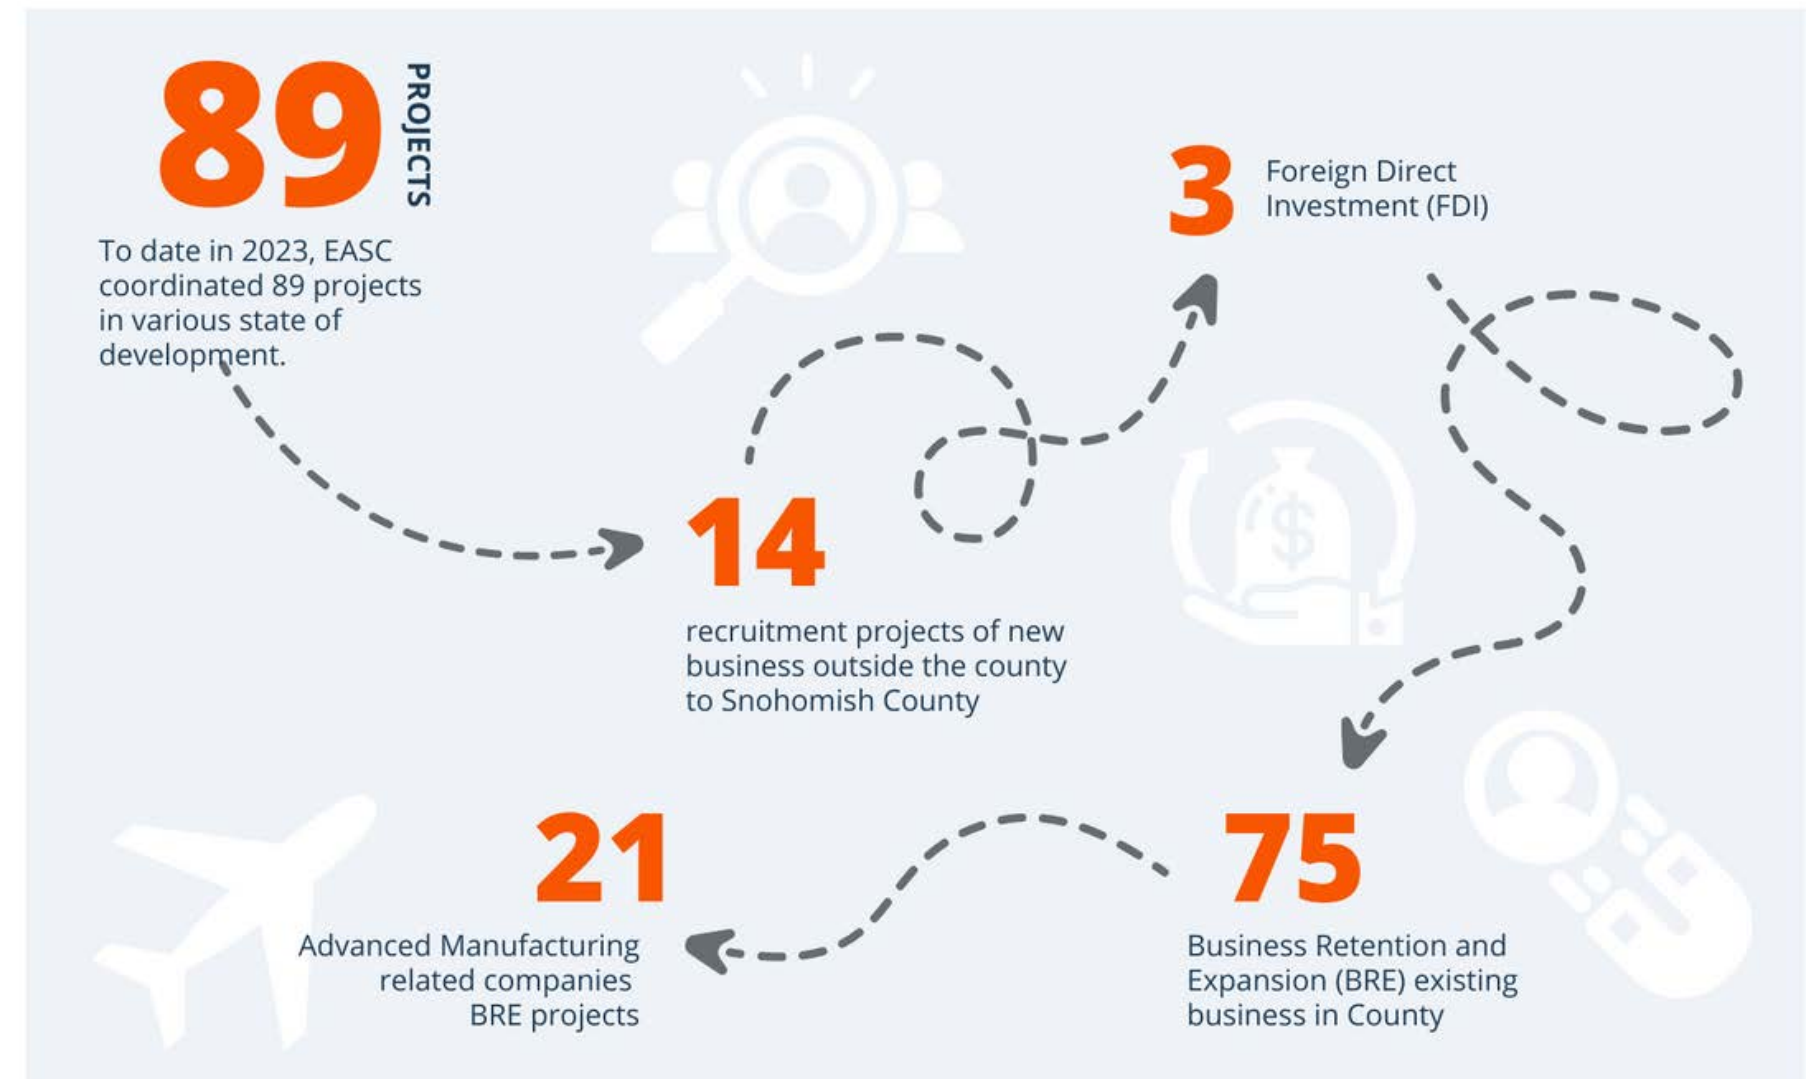 89
PROJECTS
To date in 2023, EASC
coordinated 89 projects
in various state of
development.
14
recruitment projects of new
business outside the county
to Snohomish County
3
Foreign Direct
Investment (FDI)
$
75
Business Retention and
Expansion (BRE) existing
business in County
21
Advanced Manufacturing
related companies
BRE projects